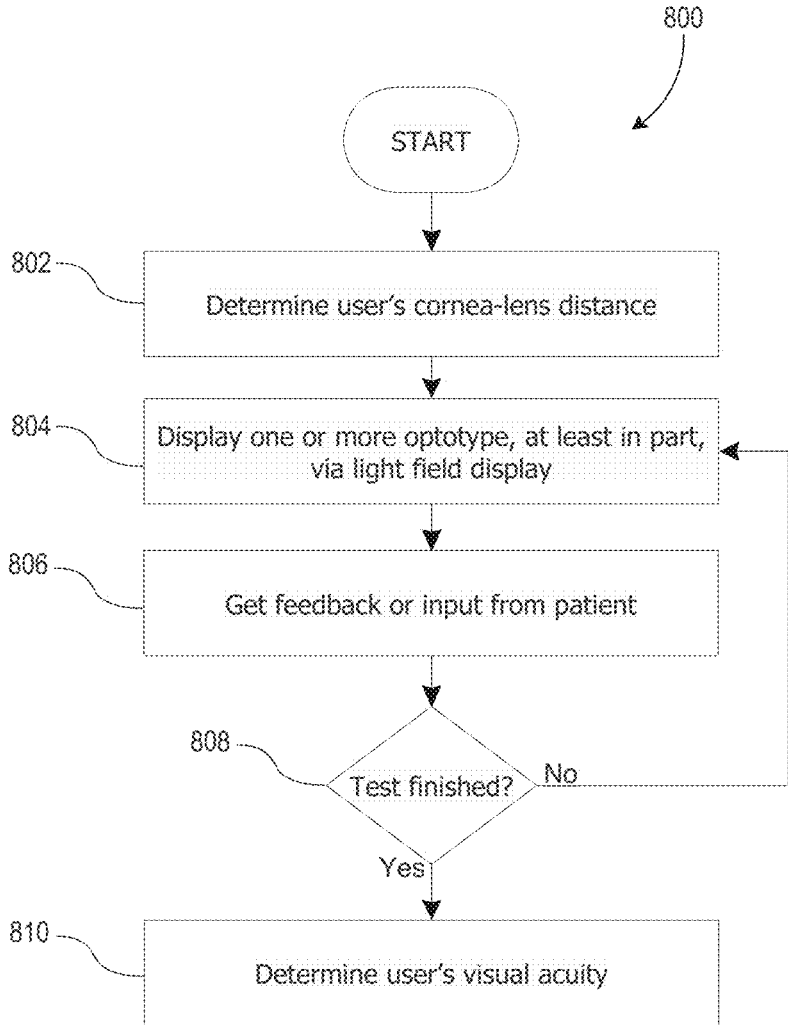 800
START
802
Determine user's cornea-lens distance
804
Display one or more optotype, at least in part,
via light field display
806
Get feedback or input from patient
808
Test finished?
No
Yes
810
Determine user's visual acuity